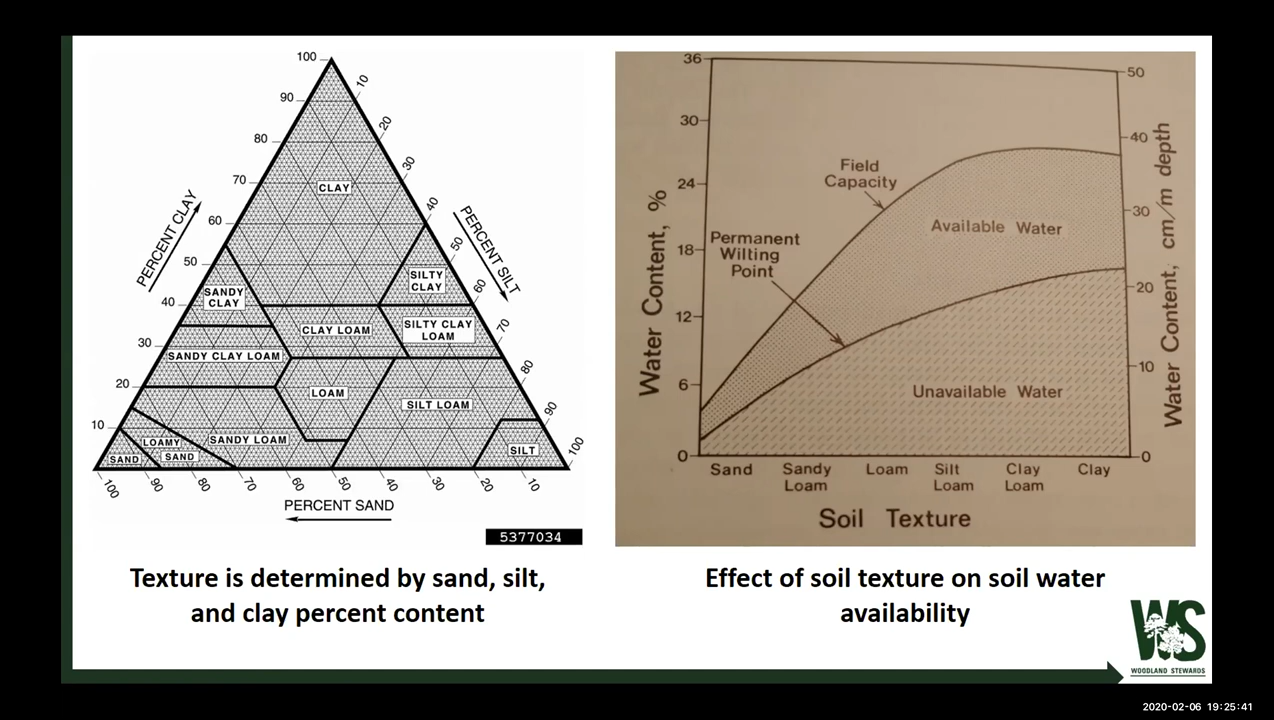 100
90
80
70
60
50
40
30
20
10
10
20
30
40
50
60
70
80
90
100
100
90
80
70
60
50
40
30
20
10
PERCENT CLAY
PERCENT SILT
PERCENT SAND
CLAY
SILTY
CLAY
SANDY
CLAY
CLAY LOAM
SILTY CLAY
LOAM
SANDY CLAY LOAM
LOAM
SILT LOAM
SANDY LOAM
LOAMY
SAND
SAND
SILT
5377034
Texture is determined by sand, silt,
and clay percent content
36
30
24
18
12
6
0
Water Content, %
50
40
30
20
10
0
Water Content, cm/m depth
Field
Capacity
Permanent
Wilting
Point
Available Water
Unavailable Water
Sand
Sandy
Loam
Loam
Silt
Loam
Clay
Loam
Clay
Soil Texture
Effect of soil texture on soil water
availability
WS
WOODLAND STEWARDS
2020-02-06 19:25:41